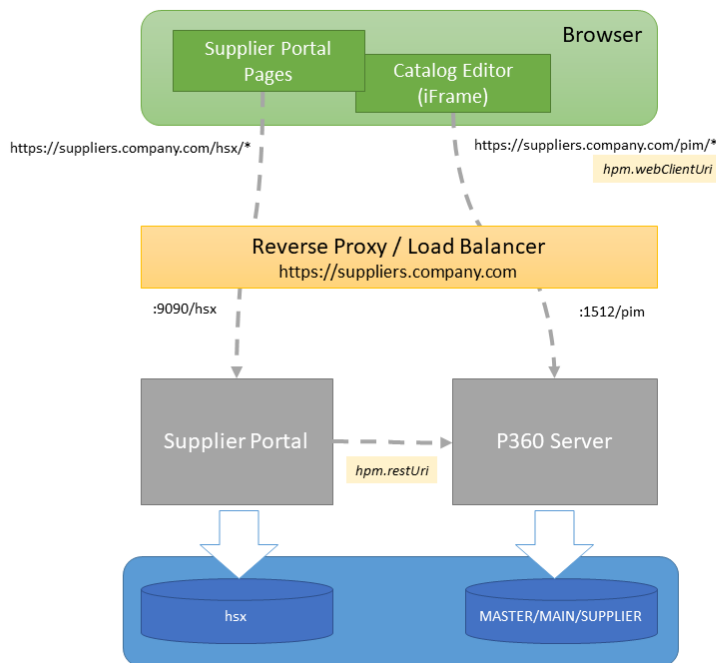 Browser
Supplier Portal
Pages
Catalog Editor
(iFrame)
https://suppliers.company.com/hsx/*
https://suppliers.company.com/pim/*
hpm.webClientUri
Reverse Proxy / Load Balancer
https://suppliers.company.com
:9090/hsx
:1512/pim
Supplier Portal
P360 Server
hpm.restUri
hsx
MASTER/MAIN/SUPPLIER